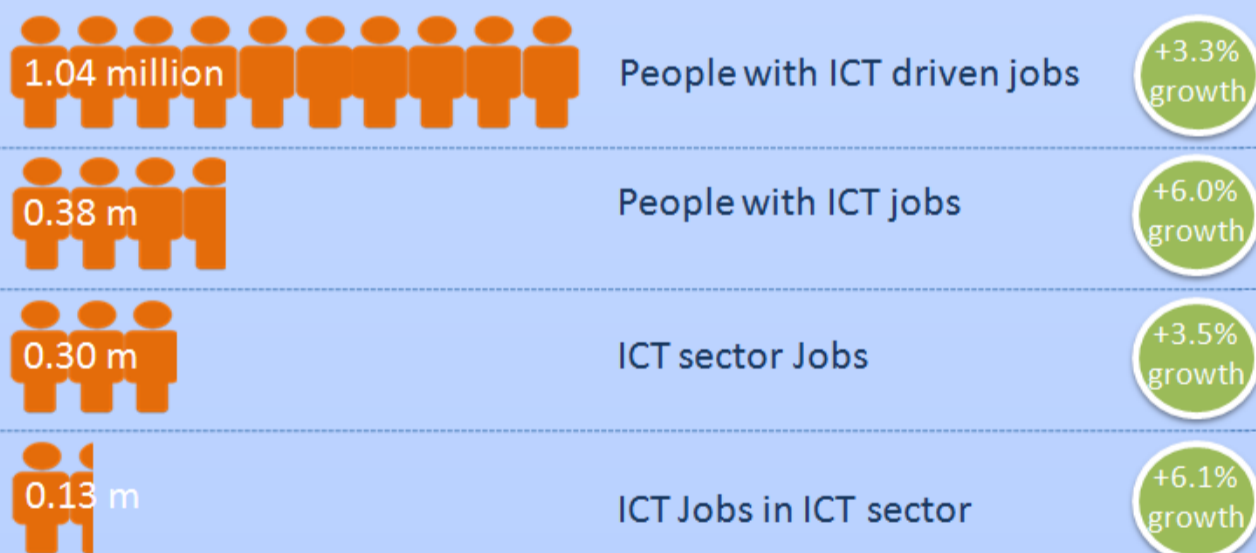 1.04 million
People with ICT driven jobs
+3.3%
growth
0.38 m
People with ICT jobs
+6.0%
growth
0.30 m
ICT sector Jobs
+3.5%
growth
0.13 m
ICT Jobs in ICT sector
+6.1%
growth